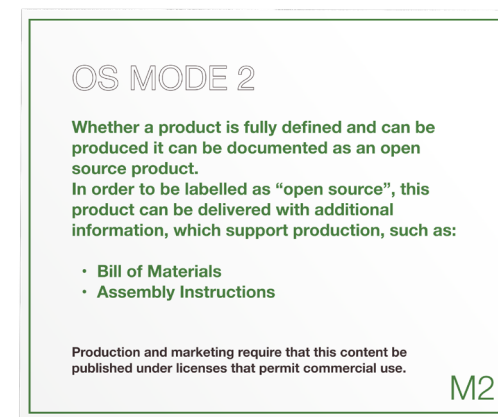 OS MODE 2
Whether a product is fully defined and can be
produced it can be documented as an open
source product.
In order to be labelled as “open source”, this
product can be delivered with additional
information, which support production, such as:
• Bill of Materials
• Assembly Instructions
Production and marketing require that this content be
published under licenses that permit commercial use.
M2